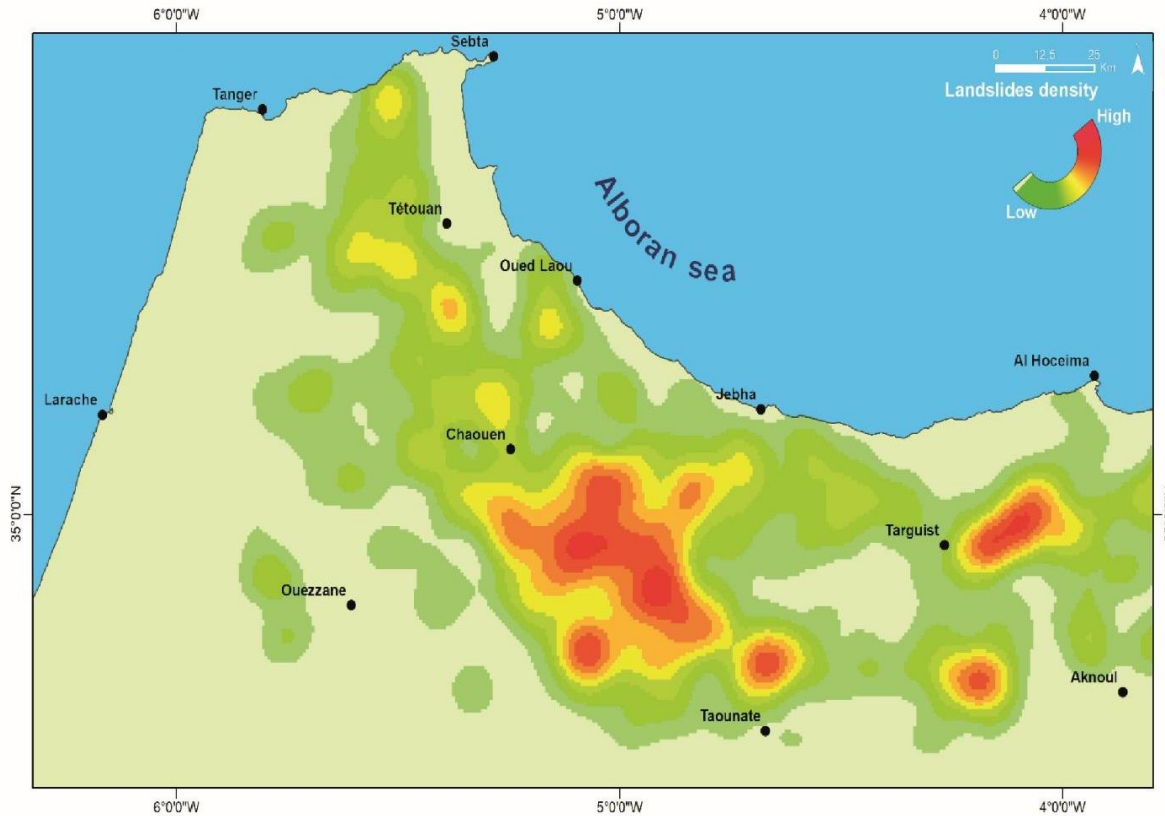 6°0'0"W
5°0'0"W
4°0'0"W
Sebta
0 12,5 25
Km
Tanger
Landslides density
High
Low
Tétouan
Alboran sea
Oued Laou
Al Hoceima
Larache
Jebha
Chaouen
35°0'0"N
Targuist
Ouezzane
Aknoul
Taounate
6°0'0"W
5°0'0"W
4°0'0"W